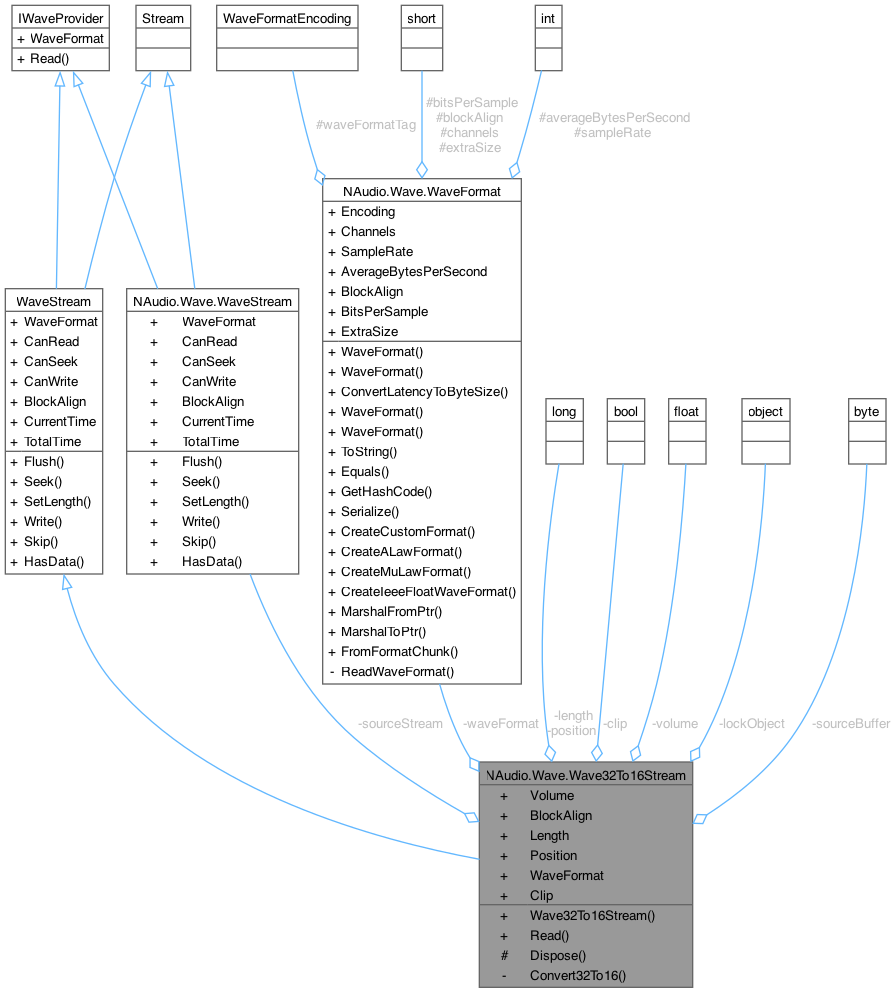 IWaveProvider
+ WaveFormat
+ Read()
Stream
WaveFormatEncoding
short
int
#waveFormatTag
#bitsPerSample
#blockAlign
#channels
#extraSize
#averageBytesPerSecond
#sampleRate
NAudio.Wave.WaveFormat
+ Encoding
+ Channels
+ SampleRate
+ AverageBytesPerSecond
+ BlockAlign
+ BitsPerSample
+ ExtraSize
+ WaveFormat()
+ WaveFormat()
+ ConvertLatencyToByteSize()
+ WaveFormat()
+ WaveFormat()
+ ToString()
+ Equals()
+ GetHashCode()
+ Serialize()
+ CreateCustomFormat()
+ CreateALawFormat()
+ CreateMuLawFormat()
+ CreateIeeeFloatWaveFormat()
+ MarshalFromPtr()
+ MarshalToPtr()
+ FromFormatChunk()
- ReadWaveFormat()
WaveStream
+ WaveFormat
+ CanRead
+ CanSeek
+ CanWrite
+ BlockAlign
+ CurrentTime
+ TotalTime
+ Flush()
+ Seek()
+ SetLength()
+ Write()
+ Skip()
+ HasData()
NAudio.Wave.WaveStream
+ WaveFormat
+ CanRead
+ CanSeek
+ CanWrite
+ BlockAlign
+ CurrentTime
+ TotalTime
+ Flush()
+ Seek()
+ SetLength()
+ Write()
+ Skip()
+ HasData()
long
bool
float
object
byte
-sourceStream
-waveFormat
-length
-position
-clip
-volume
-lockObject
-sourceBuffer
NAudio.Wave.Wave32To16Stream
+ Volume
+ BlockAlign
+ Length
+ Position
+ WaveFormat
+ Clip
+ Wave32To16Stream()
+ Read()
# Dispose()
- Convert32To16()